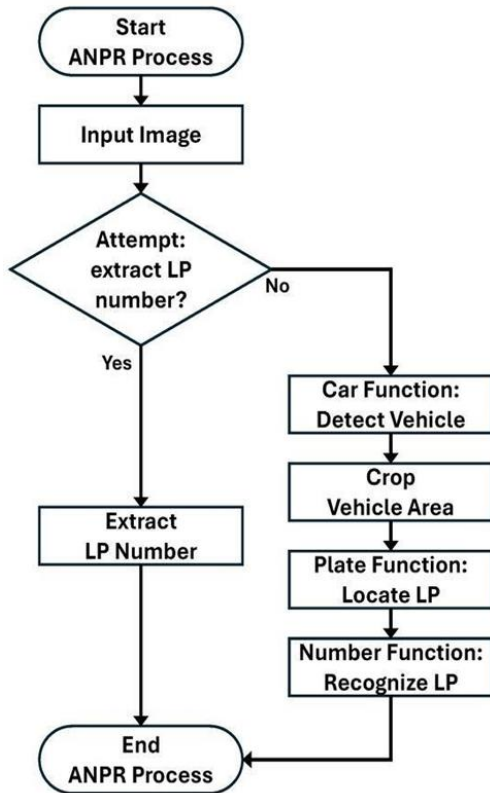 Start
ANPR Process
Input Image
Attempt:
extract LP
number?
No
Yes
Car Function:
Detect Vehicle
Crop
Vehicle Area
Plate Function:
Locate LP
Number Function:
Recognize LP
Extract
LP Number
End
ANPR Process